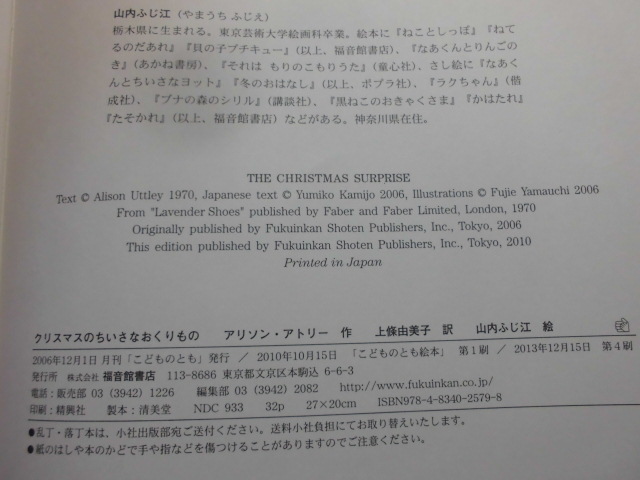 山内ふじ江（やまうち ふじえ）
栃木県に生まれる。東京芸術大学絵画科卒業。絵本に『ねことしっぽ』『ねて
るのだあれ』『貝の子プチキュー』（以上、福音館書店）、『なあくんとりんごの
き』（あかね書房）、『それは もりのこもりうた』（童心社）、さし絵に『なあく
んとちいさなヨット』『冬のおはなし』（以上、ポプラ社）、『ラクちゃん』（偕
成社）、『ブナの森のシリル』（講談社）、『黒ねこのおきゃくさま』『かはたれ』
『たそかれ』（以上、福音館書店）などがある。神奈川県在住。
THE CHRISTMAS SURPRISE
Text © Alison Uttley 1970, Japanese text © Yumiko Kamijo 2006, Illustrations © Fujie Yamauchi 2006
From "Lavender Shoes" published by Faber and Faber Limited, London, 1970
Originally published by Fukuinkan Shoten Publishers, Inc., Tokyo, 2006
This edition published by Fukuinkan Shoten Publishers, Inc., Tokyo, 2010
Printed in Japan
クリスマスのちいさなおくりもの アリソン・アトリー 作 上條由美子 訳 山内ふじ江 絵
2006年12月1日 月刊「こどものとも」発行 ／ 2010年10月15日 「こどものとも絵本」 第1刷 ／ 2013年12月15日 第4刷
発行所 株式会社 福音館書店 113-8686 東京都文京区本駒込 6-6-3
電話：販売部 03 (3942) 1226 編集部 03 (3942) 2082 http://www.fukuinkan.co.jp/
印刷：精興社 製本：清美堂 NDC 933 32p 27×20cm ISBN978-4-8340-2579-8
●乱丁・落丁本は、小社出版部宛ご送付ください。送料小社負担にてお取り替えいたします。
●紙のはしや本のかどで手や指などを傷つけることがありますのでご注意ください。